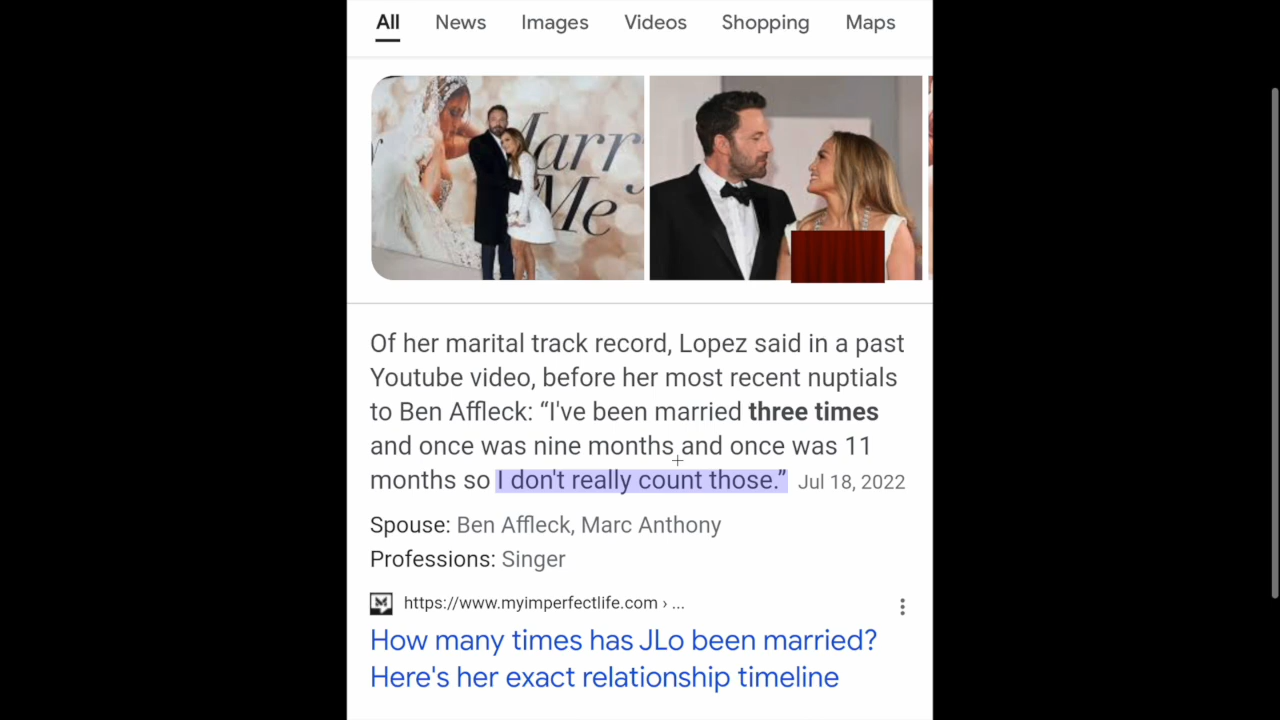 All News Images Videos Shopping Maps
Marry
Me
Of her marital track record, Lopez said in a past
Youtube video, before her most recent nuptials
to Ben Affleck: “I've been married three times
and once was nine months and once was 11
months so I don't really count those.” Jul 18, 2022
Spouse: Ben Affleck, Marc Anthony
Professions: Singer
https://www.myimperfectlife.com › ...
How many times has JLo been married?
Here's her exact relationship timeline